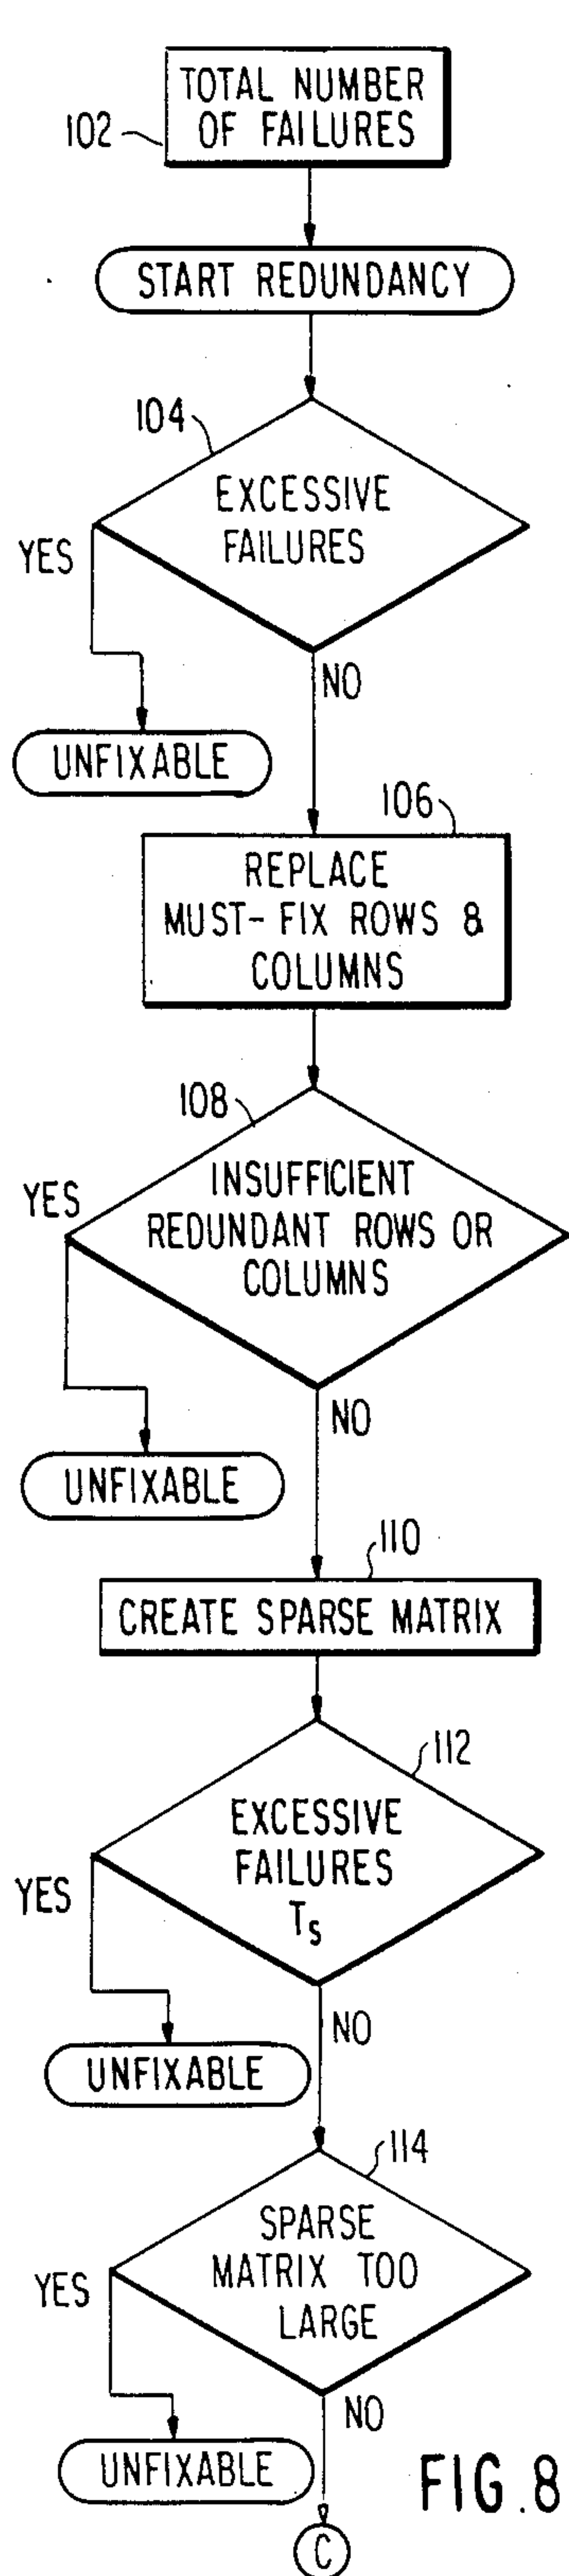 TOTAL NUMBER
OF FAILURES
102
START REDUNDANCY
104
EXCESSIVE
FAILURES
YES
NO
UNFIXABLE
106
REPLACE
MUST-FIX ROWS &
COLUMNS
108
INSUFFICIENT
REDUNDANT ROWS OR
COLUMNS
YES
NO
UNFIXABLE
110
CREATE SPARSE MATRIX
112
EXCESSIVE
FAILURES
Ts
YES
NO
UNFIXABLE
114
SPARSE
MATRIX TOO
LARGE
YES
NO
UNFIXABLE
FIG.8
C